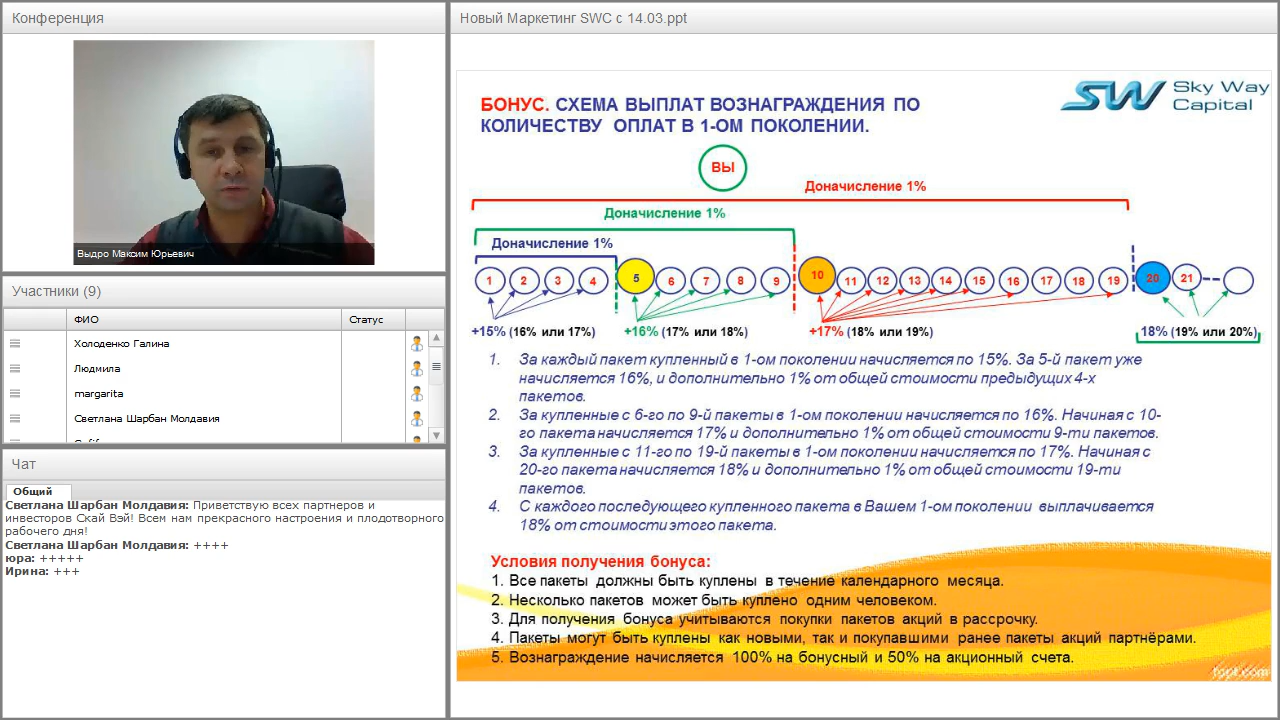 Конференция
Выдро Максим Юрьевич
Участники (9)
ФИО
Статус
Холоденко Галина
Людмила
margarita
Светлана Шарбан Молдавия
Чат
Общий
Светлана Шарбан Молдавия: Приветствую всех партнеров и
инвесторов Скай Вэй! Всем нам прекрасного настроения и плодотворного
рабочего дня!
Светлана Шарбан Молдавия: ++++
юра: +++++
Ирина: +++
Новый Маркетинг SWC с 14.03.ppt
SW Sky Way
Capital
БОНУС. СХЕМА ВЫПЛАТ ВОЗНАГРАЖДЕНИЯ ПО
КОЛИЧЕСТВУ ОПЛАТ В 1-ОМ ПОКОЛЕНИИ.
ВЫ
Доначисление 1%
Доначисление 1%
Доначисление 1%
1 2 3 4 5 6 7 8 9 10 11 12 13 14 15 16 17 18 19 20 21
+15% (16% или 17%) +16% (17% или 18%) +17% (18% или 19%) 18% (19% или 20%)
1. За каждый пакет купленный в 1-ом поколении начисляется по 15%. За 5-й пакет уже
начисляется 16%, и дополнительно 1% от общей стоимости предыдущих 4-х
пакетов.
2. За купленные с 6-го по 9-й пакеты в 1-ом поколении начисляется по 16%. Начиная с 10-
го пакета начисляется 17% и дополнительно 1% от общей стоимости 9-ти пакетов.
3. За купленные с 11-го по 19-й пакеты в 1-ом поколении начисляется по 17%. Начиная с
20-го пакета начисляется 18% и дополнительно 1% от общей стоимости 19-ти
пакетов.
4. С каждого последующего купленного пакета в Вашем 1-ом поколении выплачивается
18% от стоимости этого пакета.
Условия получения бонуса:
1. Все пакеты должны быть куплены в течение календарного месяца.
2. Несколько пакетов может быть куплено одним человеком.
3. Для получения бонуса учитываются покупки пакетов акций в рассрочку.
4. Пакеты могут быть куплены как новыми, так и покупавшими ранее пакеты акций партнёрами.
5. Вознаграждение начисляется 100% на бонусный и 50% на акционный счета.
fppt.com